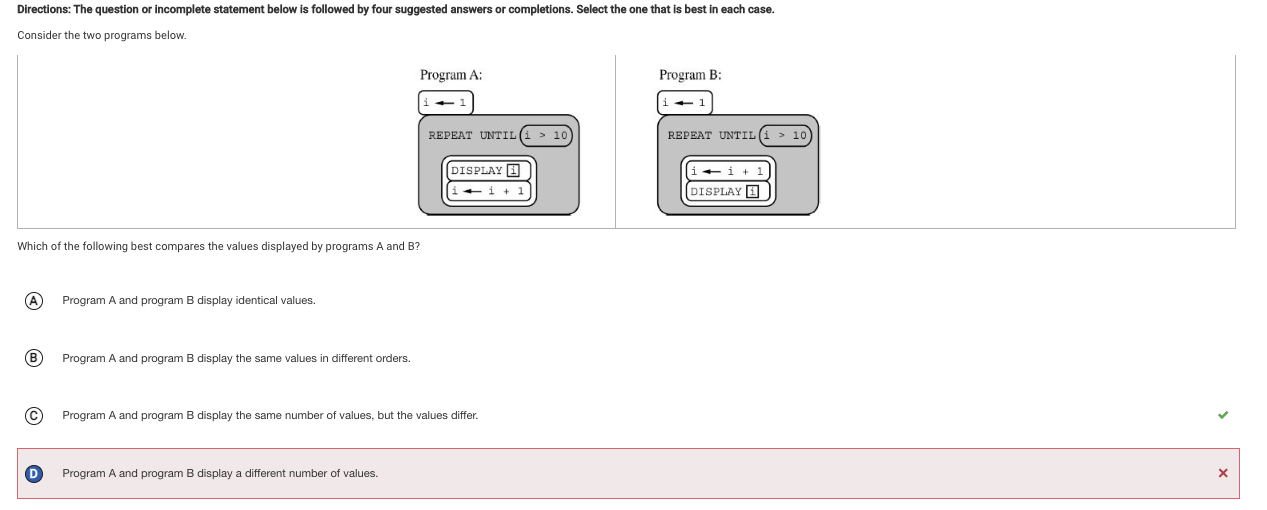 Directions: The question or incomplete statement below is followed by four suggested answers or completions. Select the one that is best in each case.
Consider the two programs below.
Program A:
i ← 1
REPEAT UNTIL i > 10
DISPLAY i
i ← i + 1
Program B:
i ← 1
REPEAT UNTIL i > 10
i ← i + 1
DISPLAY i
Which of the following best compares the values displayed by programs A and B?
A Program A and program B display identical values.
B Program A and program B display the same values in different orders.
C Program A and program B display the same number of values, but the values differ.
D Program A and program B display a different number of values.